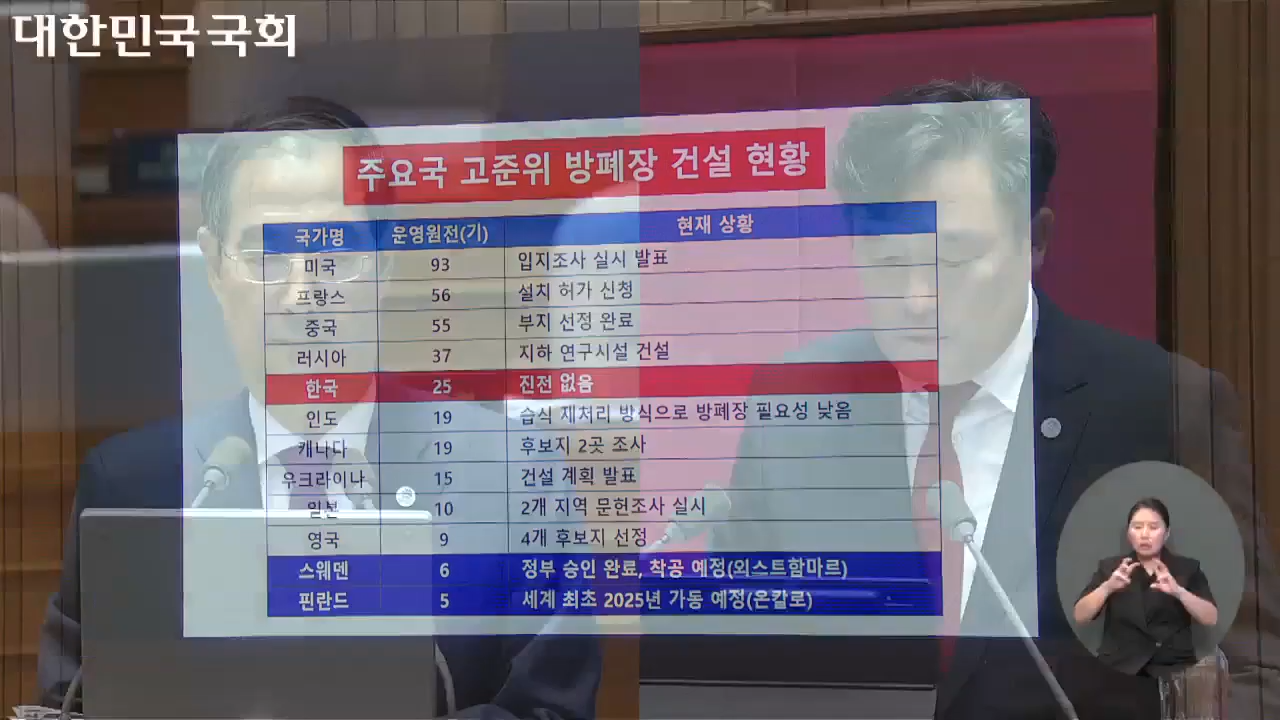 대한민국 국회
주요국 고준위 방폐장 건설 현황
국가명 운영원전(기) 현재 상황
미국 93 입지조사 실시 발표
프랑스 56 설치 허가 신청
중국 55 부지 선정 완료
러시아 37 지하 연구시설 건설
한국 25 진전 없음
인도 19 습식 재처리 방식으로 방폐장 필요성 낮음
캐나다 19 후보지 2곳 조사
우크라이나 15 건설 계획 발표
일본 10 2개 지역 문헌조사 실시
영국 9 4개 후보지 선정
스웨덴 6 정부 승인 완료, 착공 예정(외스트함마르)
핀란드 5 세계 최초 2025년 가동 예정(온칼로)